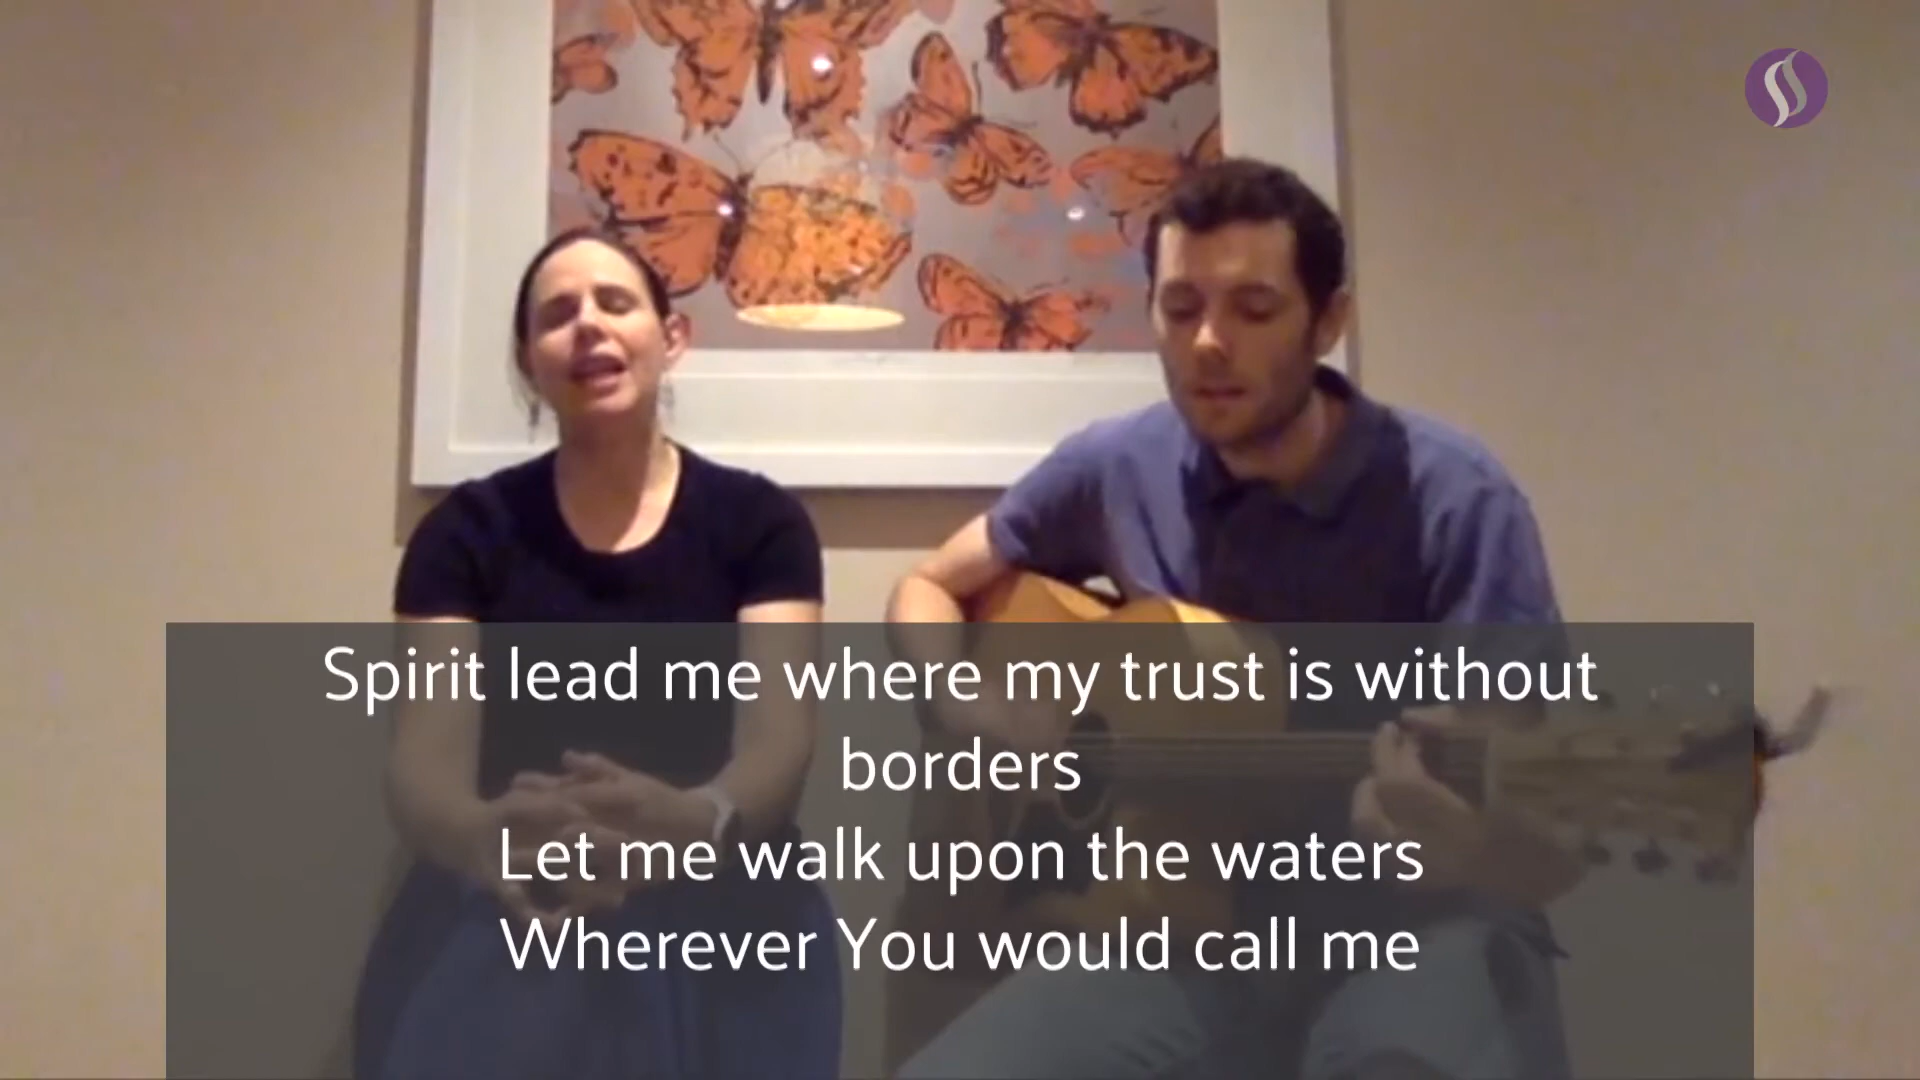 Spirit lead me where my trust is without
borders
Let me walk upon the waters
Wherever You would call me